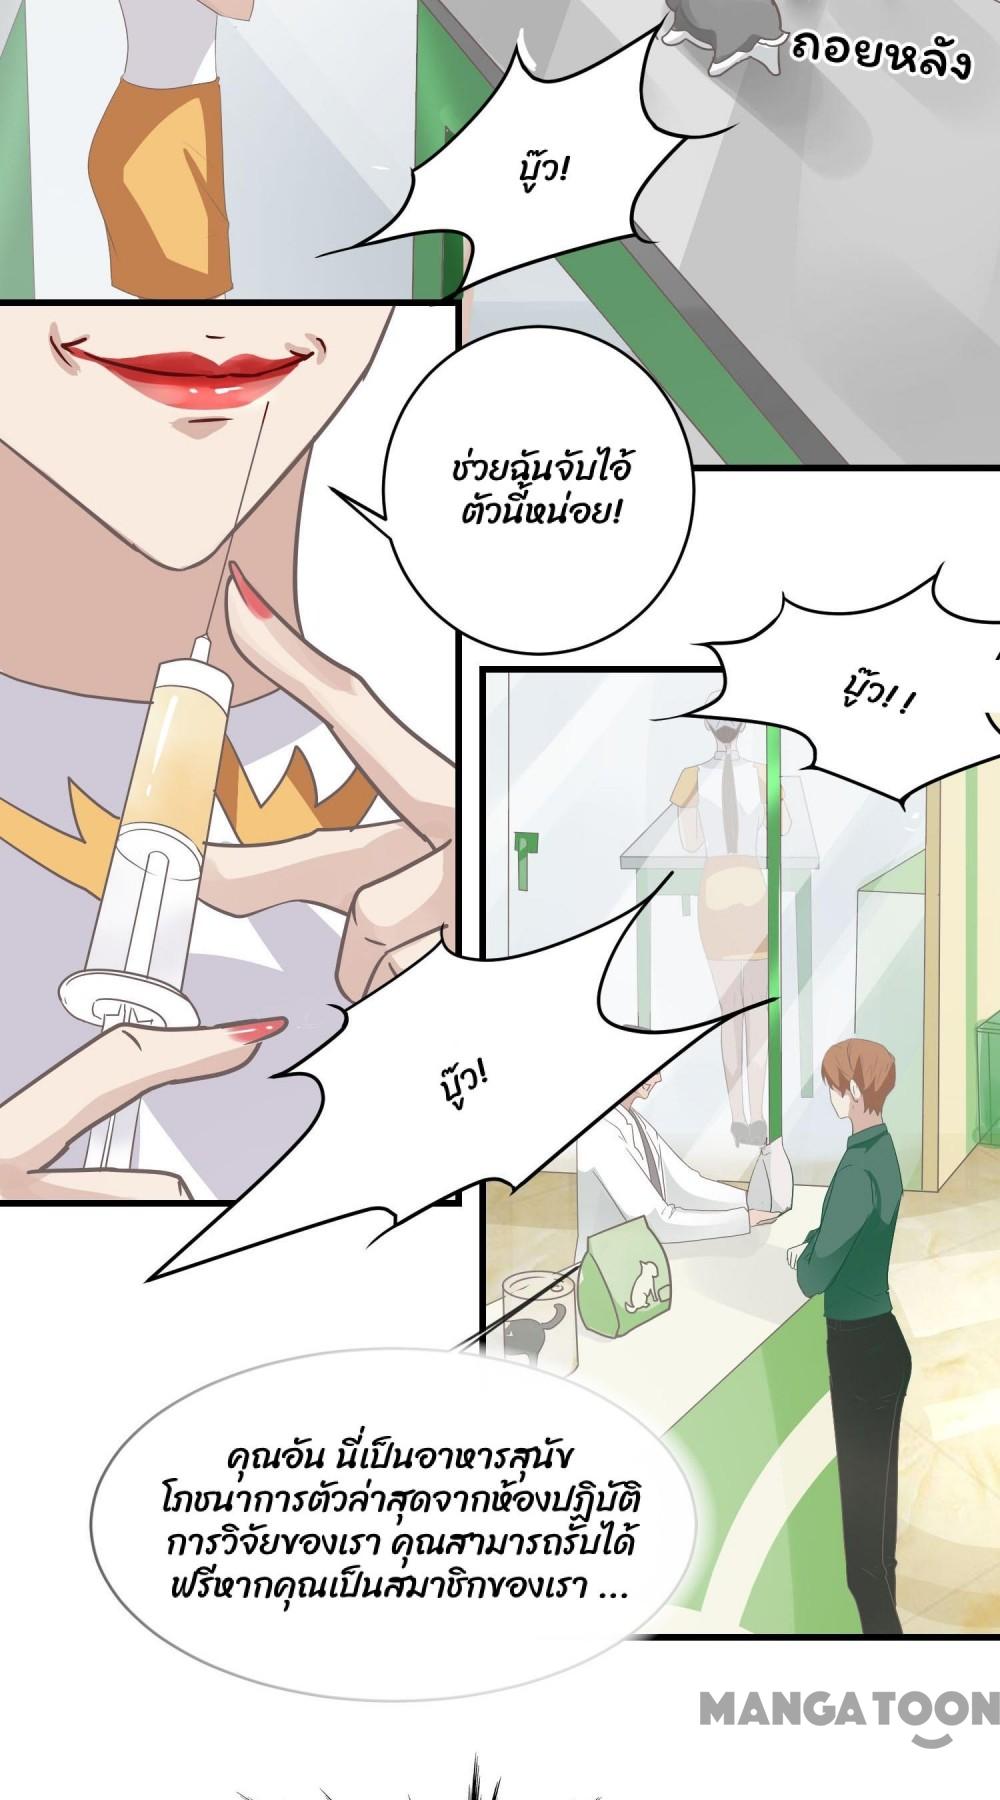 ถอยหลัง
บู๊ว!
ช่วยฉันจับไอ้
ตัวนี้หน่อย!
บู๊ว!!
บู๊ว!
คุณอัน นี่เป็นอาหารสุนัข
โภชนาการตัวล่าสุดจากห้องปฏิบัติ
การวิจัยของเรา คุณสามารถรับได้
ฟรีหากคุณเป็นสมาชิกของเรา ...
MANGATOON